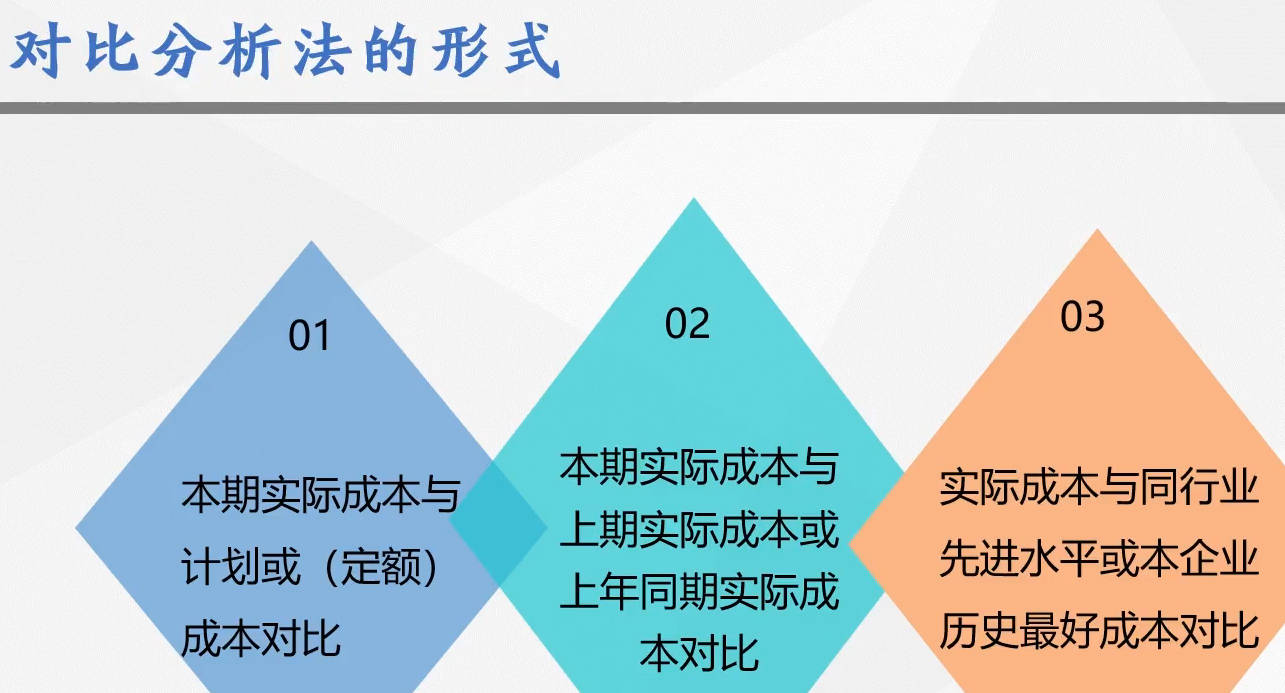 对比分析法的形式
01
本期实际成本与
计划或（定额）
成本对比
02
本期实际成本与
上期实际成本或
上年同期实际成
本对比
03
实际成本与同行业
先进水平或本企业
历史最好成本对比